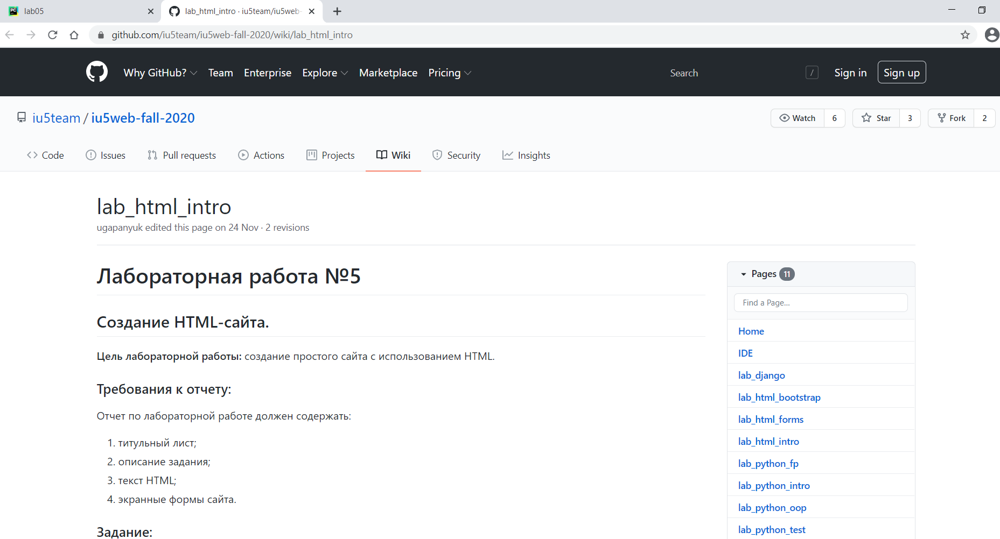 lab05
lab_html_intro · iu5team/iu5web-
github.com/iu5team/iu5web-fall-2020/wiki/lab_html_intro
Why GitHub? Team Enterprise Explore Marketplace Pricing Search / Sign in Sign up
iu5team / iu5web-fall-2020
Watch 6 Star 3 Fork 2
Code Issues Pull requests Actions Projects Wiki Security Insights
lab_html_intro
ugapanyuk edited this page on 24 Nov · 2 revisions
Лабораторная работа №5
Создание HTML-сайта.
Цель лабораторной работы: создание простого сайта с использованием HTML.
Требования к отчету:
Отчет по лабораторной работе должен содержать:
1. титульный лист;
2. описание задания;
3. текст HTML;
4. экранные формы сайта.
Задание:
Pages 11
Find a Page...
Home
IDE
lab_django
lab_html_bootstrap
lab_html_forms
lab_html_intro
lab_python_fp
lab_python_intro
lab_python_oop
lab_python_test